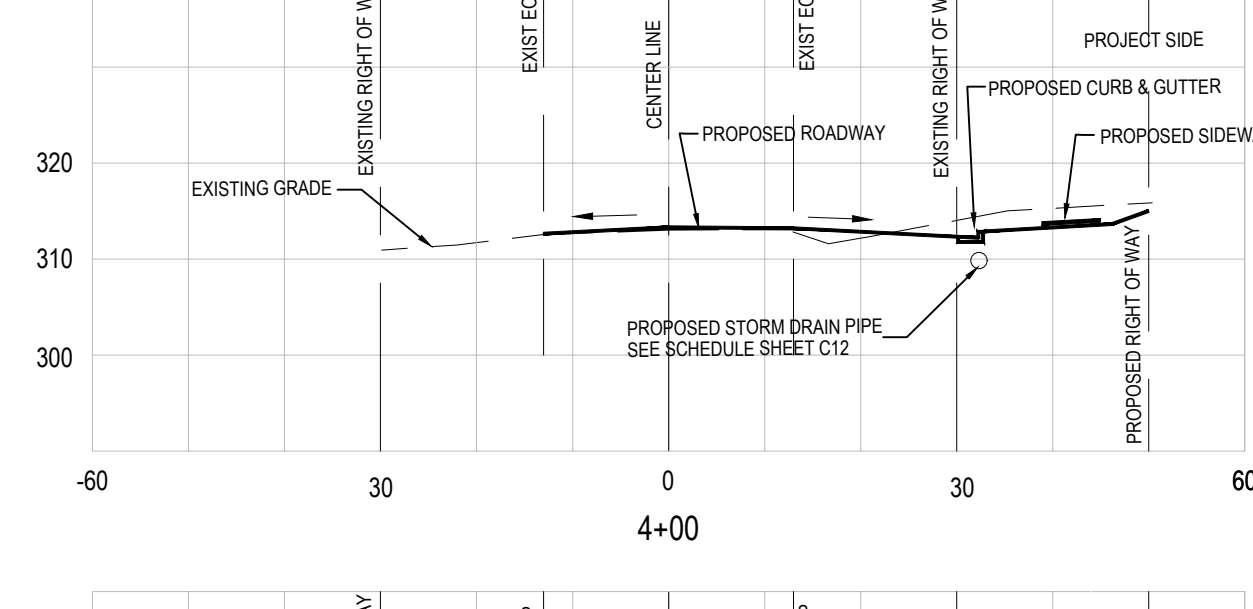 EXISTING RIGHT OF W
EXIST EC
CENTER LINE
EXIST EC
EXISTING RIGHT OF W
PROJECT SIDE
PROPOSED CURB & GUTTER
PROPOSED ROADWAY
PROPOSED SIDEWA
320
EXISTING GRADE
310
PROPOSED STORM DRAIN PIPE
SEE SCHEDULE SHEET C12
300
PROPOSED RIGHT OF WAY
-60
30
0
30
60
4+00
AY